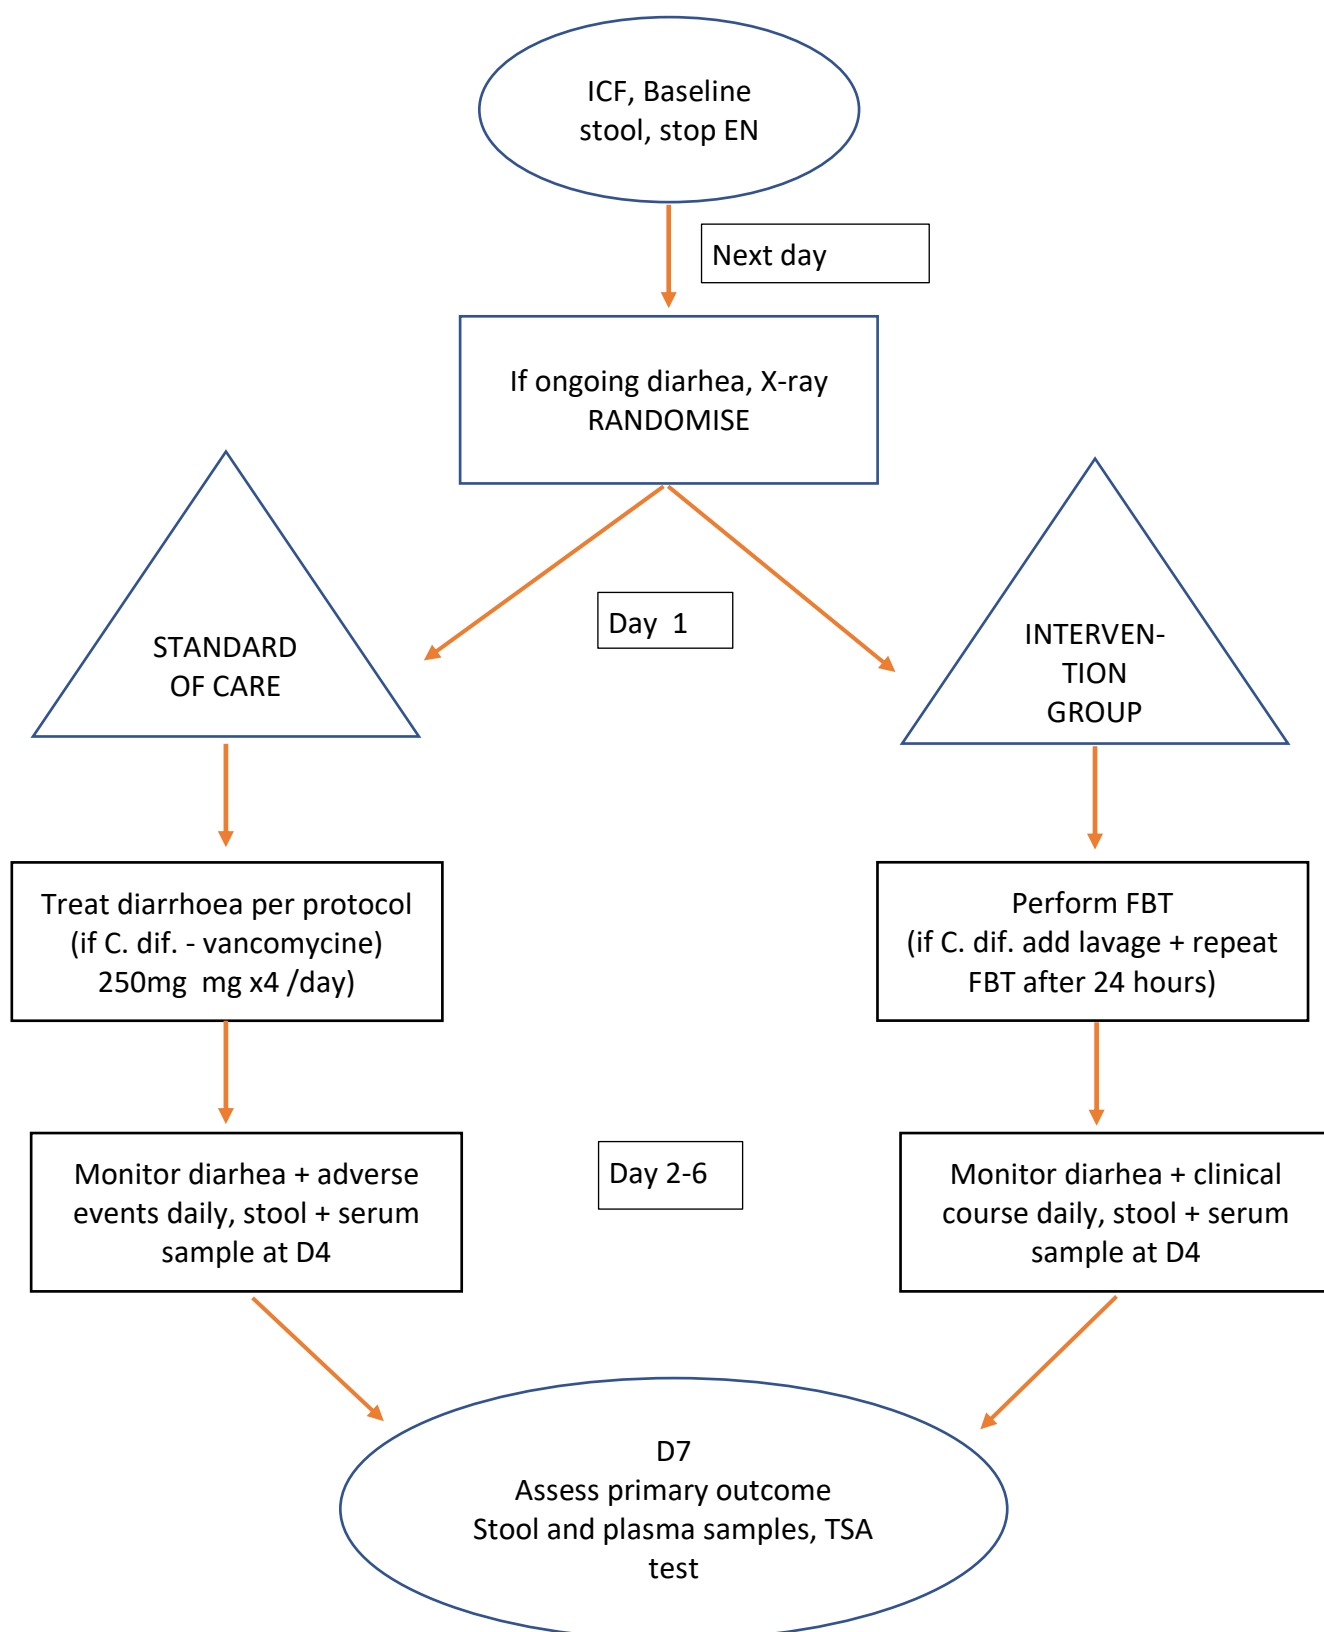 ICF, Baseline
stool, stop EN
Next day
If ongoing diarhea, X-ray
RANDOMISE
Day  1
STANDARD
OF CARE
INTERVEN-
TION
GROUP
Treat diarrhoea per protocol
(if C. dif. - vancomycine)
250mg  mg x4 /day)
Perform FBT
(if C. dif. add lavage + repeat
FBT after 24 hours)
Monitor diarhea + adverse
events daily, stool + serum
sample at D4
Day 2-6
Monitor diarhea + clinical
course daily, stool + serum
sample at D4
D7
Assess primary outcome
Stool and plasma samples, TSA
test